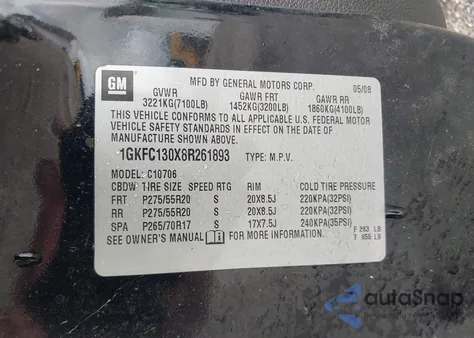 GM
MFD BY GENERAL MOTORS CORP. 05/08
GVWR GAWR FRT GAWR RR
3221KG(7100LB) 1452KG(3200LB) 1860KG(4100LB)
THIS VEHICLE CONFORMS TO ALL APPLICABLE U.S. FEDERAL MOTOR
VEHICLE SAFETY STANDARDS IN EFFECT ON THE DATE OF
MANUFACTURE SHOWN ABOVE.
1GKFC130X8R261893 TYPE: M.P.V.
MODEL: C10706
CBDW TIRE SIZE SPEED RTG RIM COLD TIRE PRESSURE
FRT P275/55R20 S 20X8.5J 220KPA(32PSI)
RR P275/55R20 S 20X8.5J 220KPA(32PSI)
SPA P265/70R17 S 17X7.5J 240KPA(35PSI)
SEE OWNER'S MANUAL FOR MORE INFORMATION. F 283 LB
T 655 LB
autoSnap